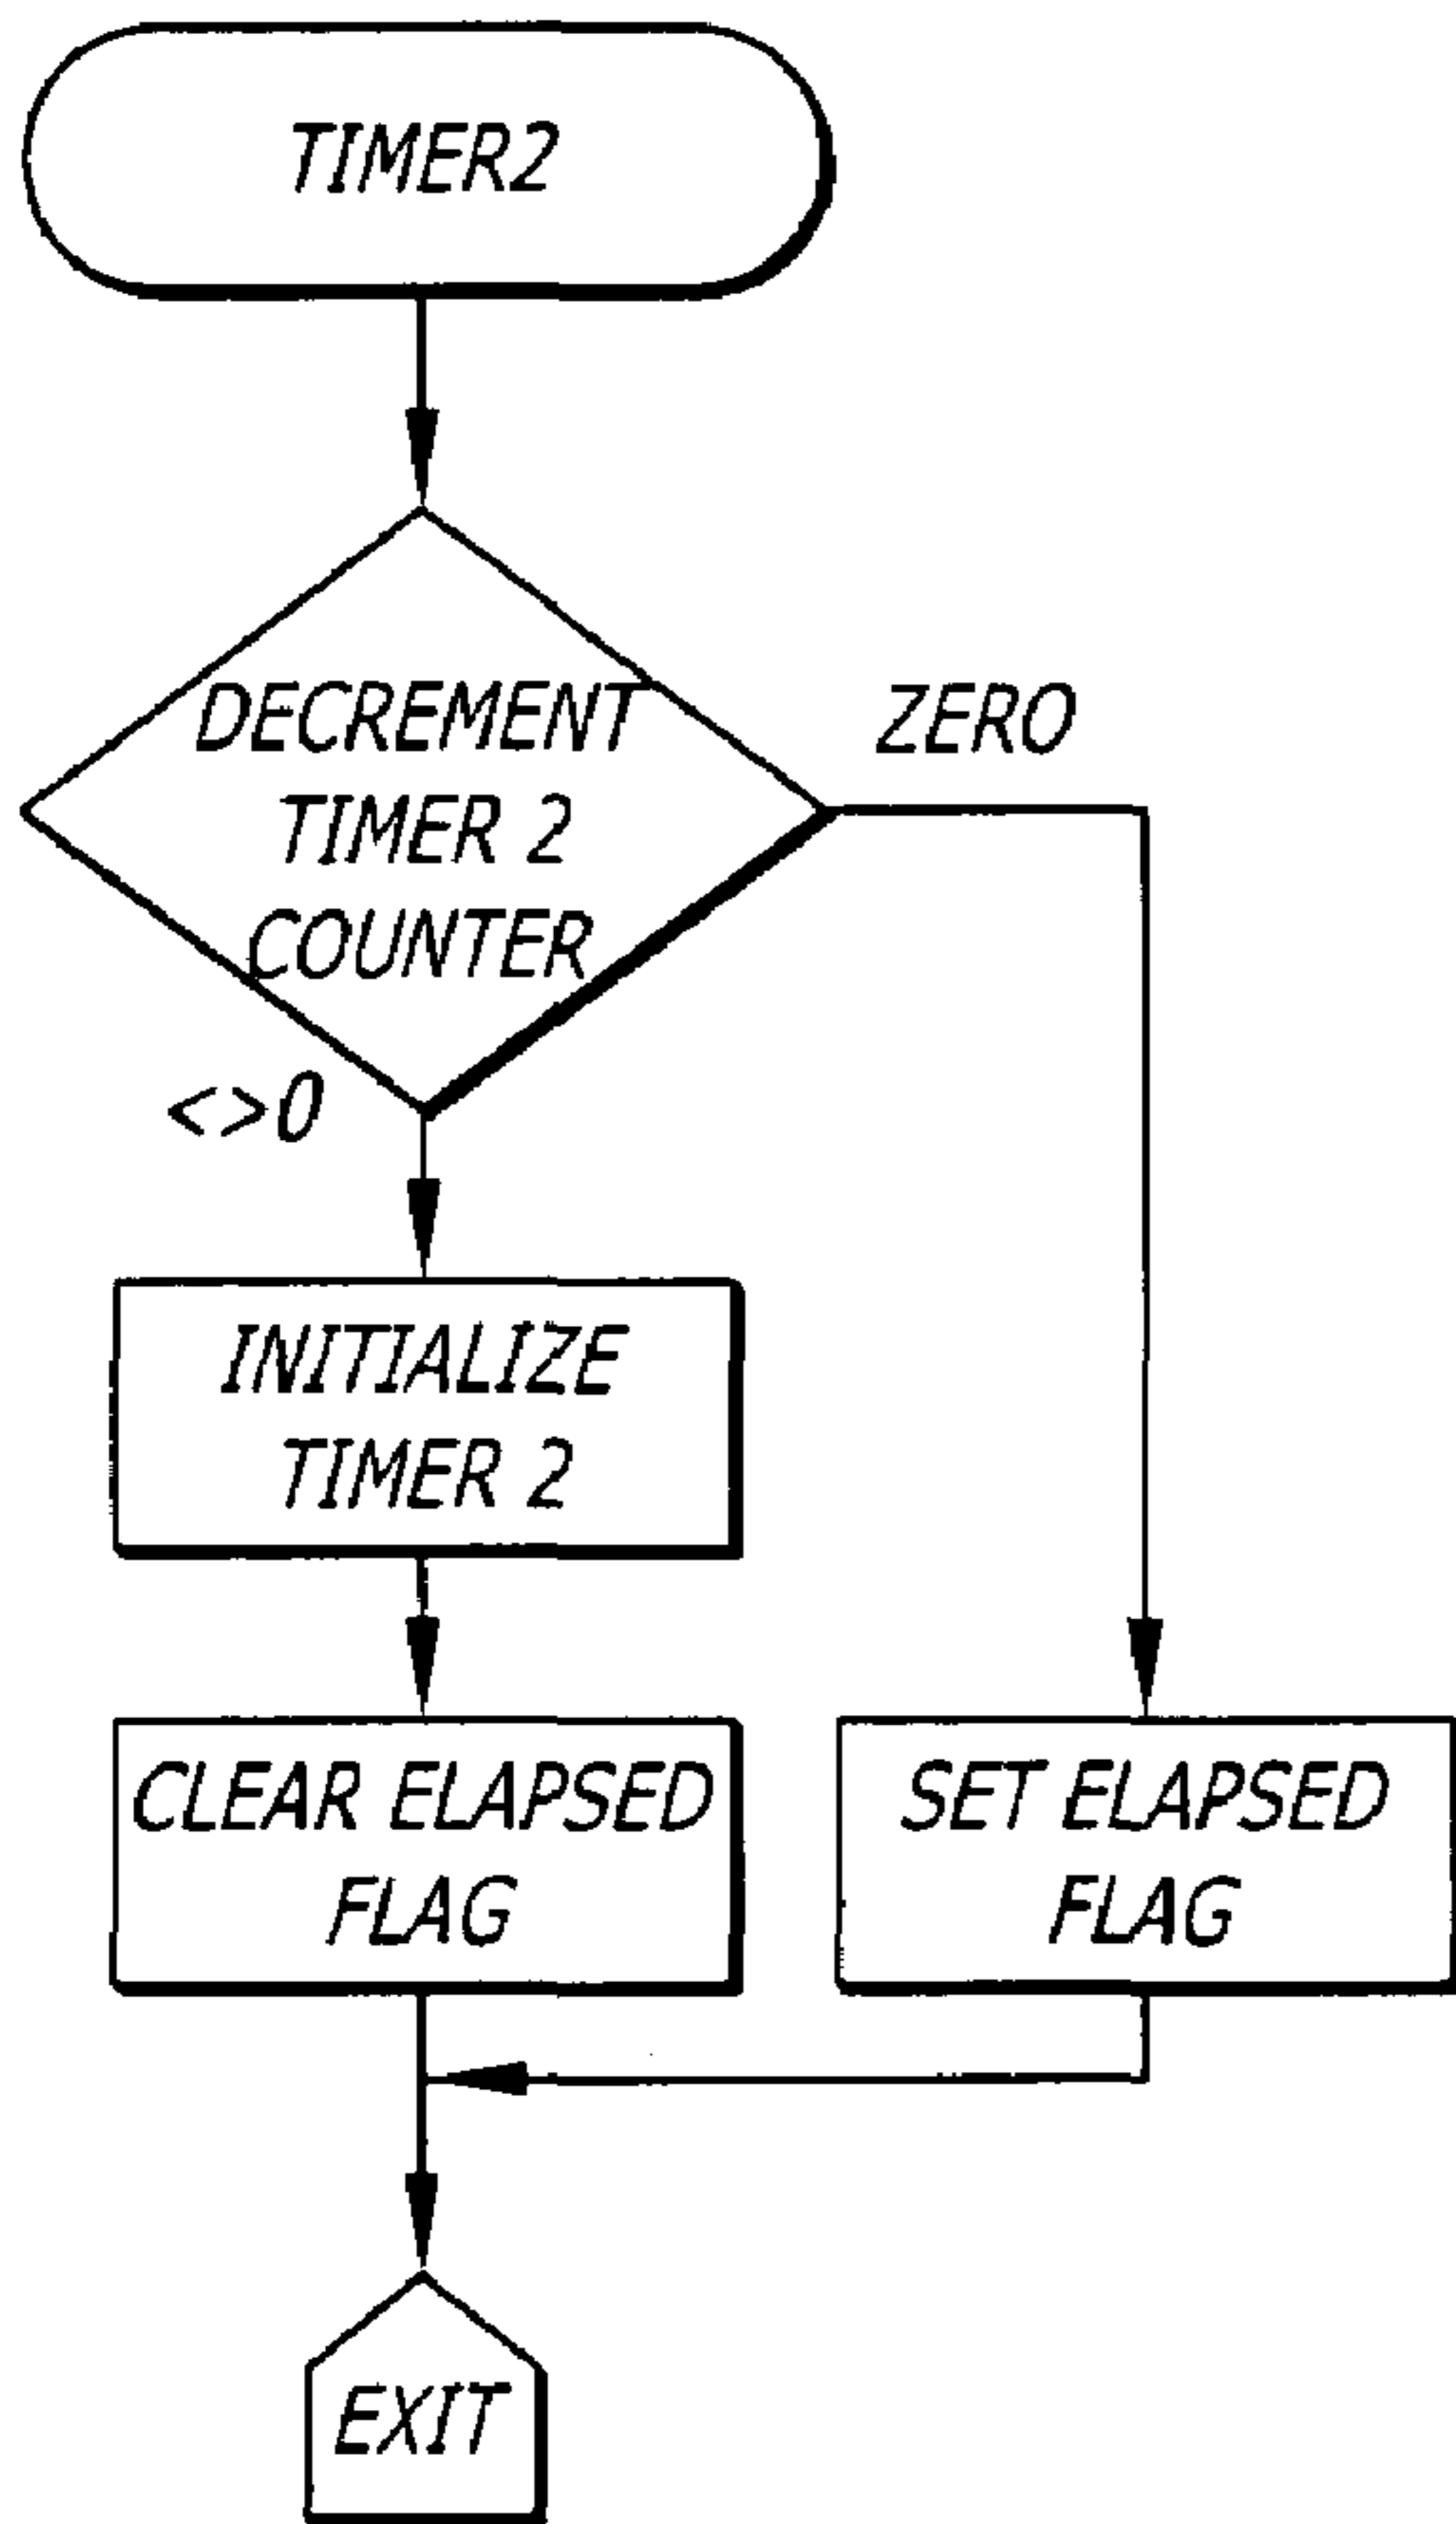 TIMER2
DECREMENT
TIMER 2
COUNTER
ZERO
<>0
INITIALIZE
TIMER 2
CLEAR ELAPSED
FLAG
SET ELAPSED
FLAG
EXIT